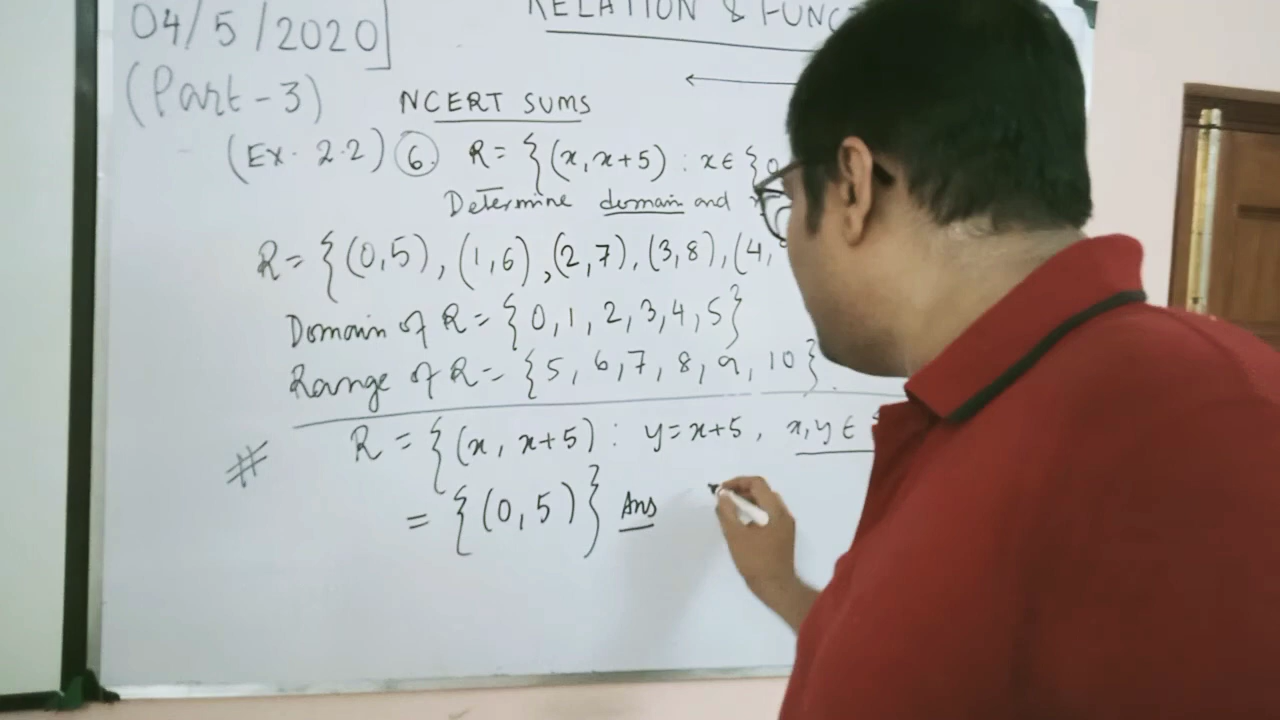 04/5/2020]
RELATION & FUNC
(Part-3)
NCERT SUMS
(Ex. 2.2) 6. R = {(x, x+5) : x ∈ {0
Determine domain and
R = {(0,5), (1,6), (2,7), (3,8), (4,
Domain of R = {0, 1, 2, 3, 4, 5}
Range of R = {5, 6, 7, 8, 9, 10}.
# R = {(x, x+5) : y = x+5, x, y ∈
= {(0,5)} Ans